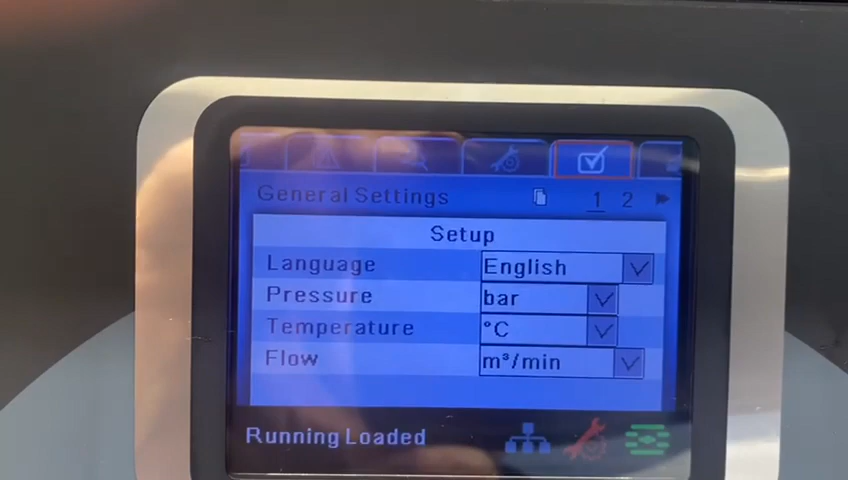 General Settings 1 2
Setup
Language English
Pressure bar
Temperature °C
Flow m³/min
Running Loaded